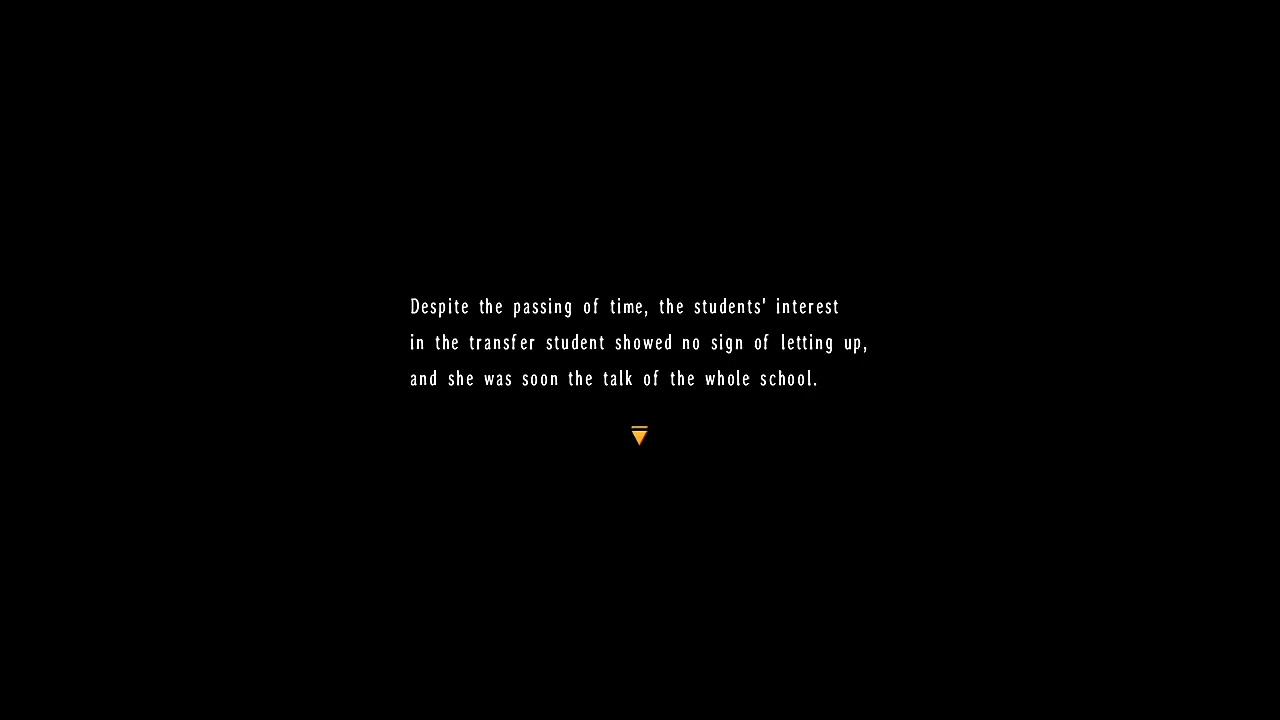 Despite the passing of time, the students' interest
in the transfer student showed no sign of letting up,
and she was soon the talk of the whole school.